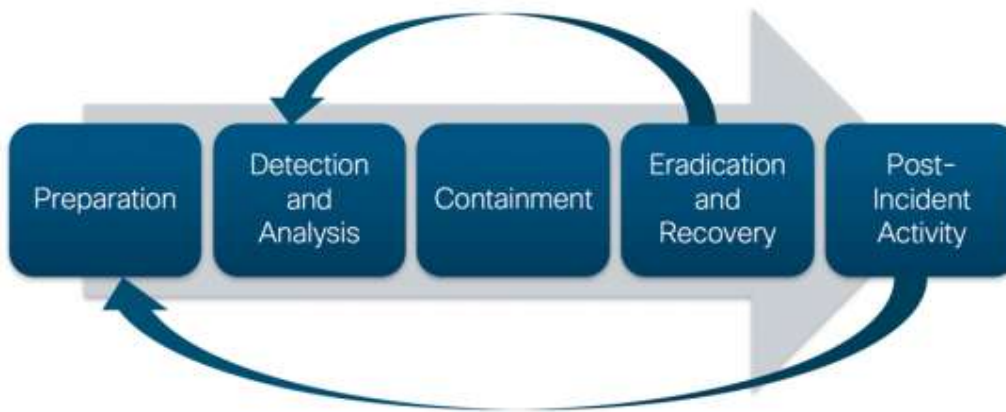 Preparation
Detection
and
Analysis
Containment
Eradication
and
Recovery
Post-
Incident
Activity